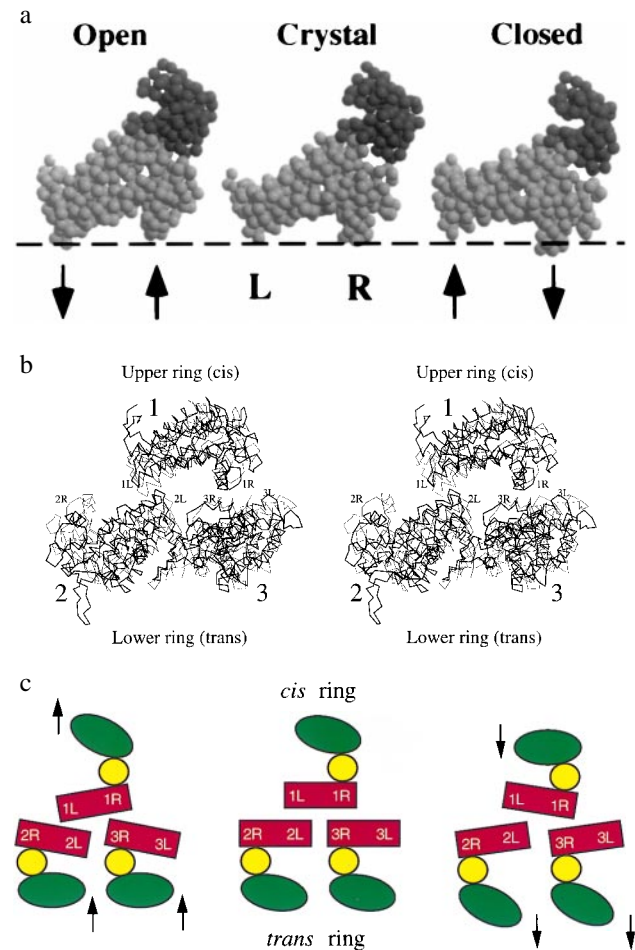 a
Open Crystal Closed
L R
b
Upper ring (cis) Upper ring (cis)
1 1
1L 1R 1L 1R
2R 2L 3R 3L 2R 2L 3R 3L
2 3 2 3
Lower ring (trans) Lower ring (trans)
c
cis ring
1L 1R 1L 1R 1L 1R
2R 2L 3R 3L 2R 2L 3R 3L 2R 2L 3R 3L
trans ring